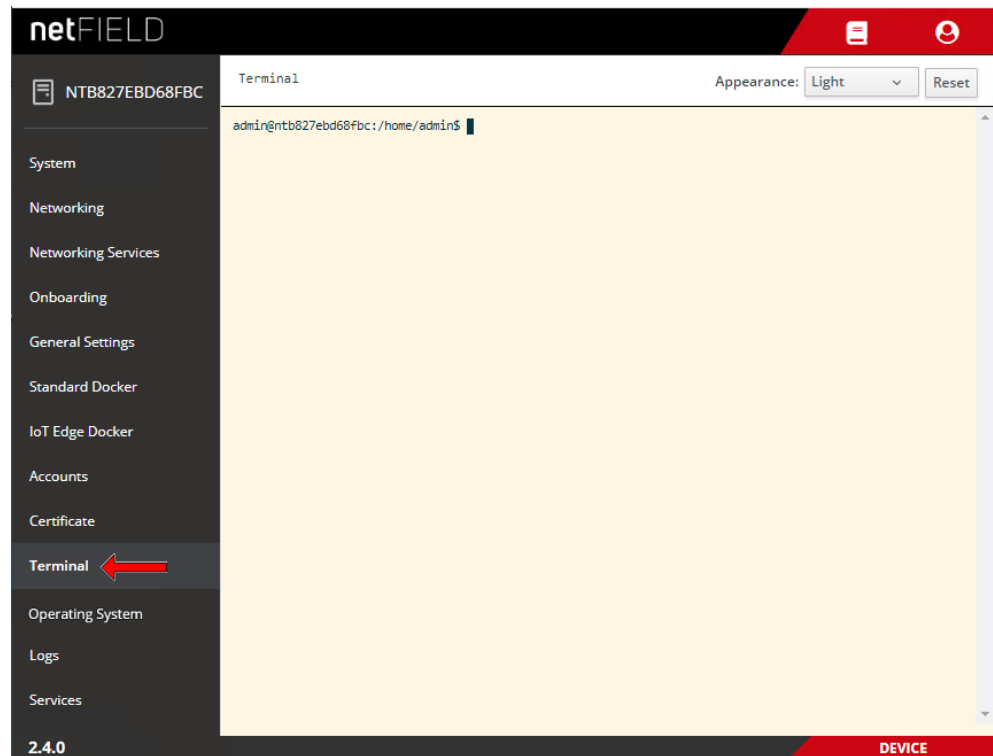 netFIELD
NTB827EBD68FBC
Terminal
Appearance: Light
Reset
admin@ntb827ebd68fbc:/home/admin$
System
Networking
Networking Services
Onboarding
General Settings
Standard Docker
IoT Edge Docker
Accounts
Certificate
Terminal
Operating System
Logs
Services
2.4.0
DEVICE